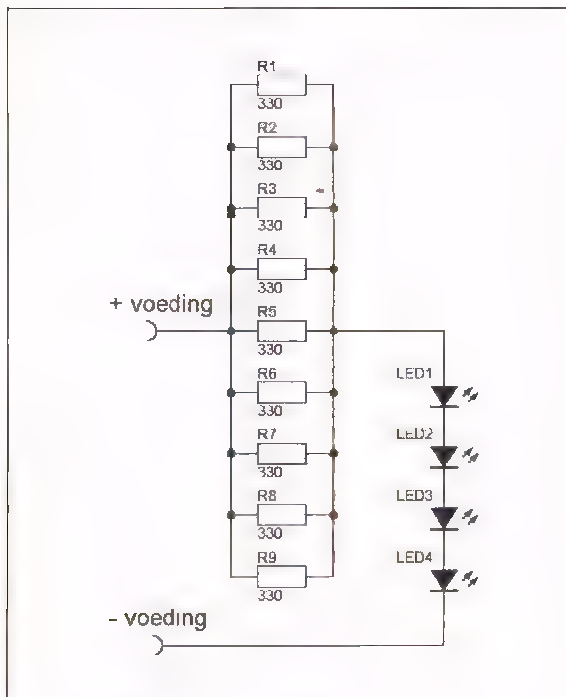 R1
330
R2
330
R3
330
R4
330
+ voeding
R5
330
LED1
R6
330
LED2
R7
330
LED3
R8
330
LED4
R9
330
- voeding